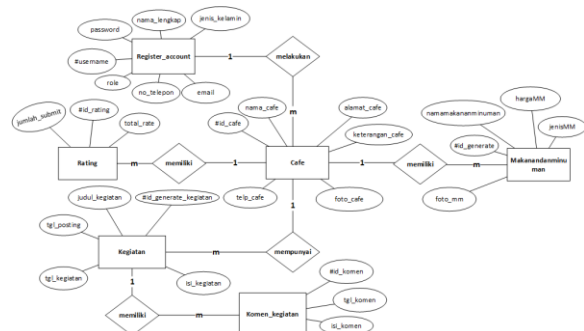 nama_lengkap
jenis_kelamin
password
Register_account
1
melakukan
#username
role
no_telepon
email
m
jumlah_submit
#id_rating
total_rate
nama_cafe
alamat_cafe
#id_cafe
keterangan_cafe
hargaMM
namamakananminuman
jenisMM
#id_generate
Rating
m
memiliki
1
Cafe
1
memiliki
m
Makanandanminu
man
telp_cafe
foto_cafe
foto_mm
judul_kegiatan
#id_generate_kegiatan
1
tgl_posting
Kegiatan
m
mempunyai
tgl_kegiatan
isi_kegiatan
1
#id_komen
memiliki
m
Komen_kegiatan
tgl_komen
isi_komen